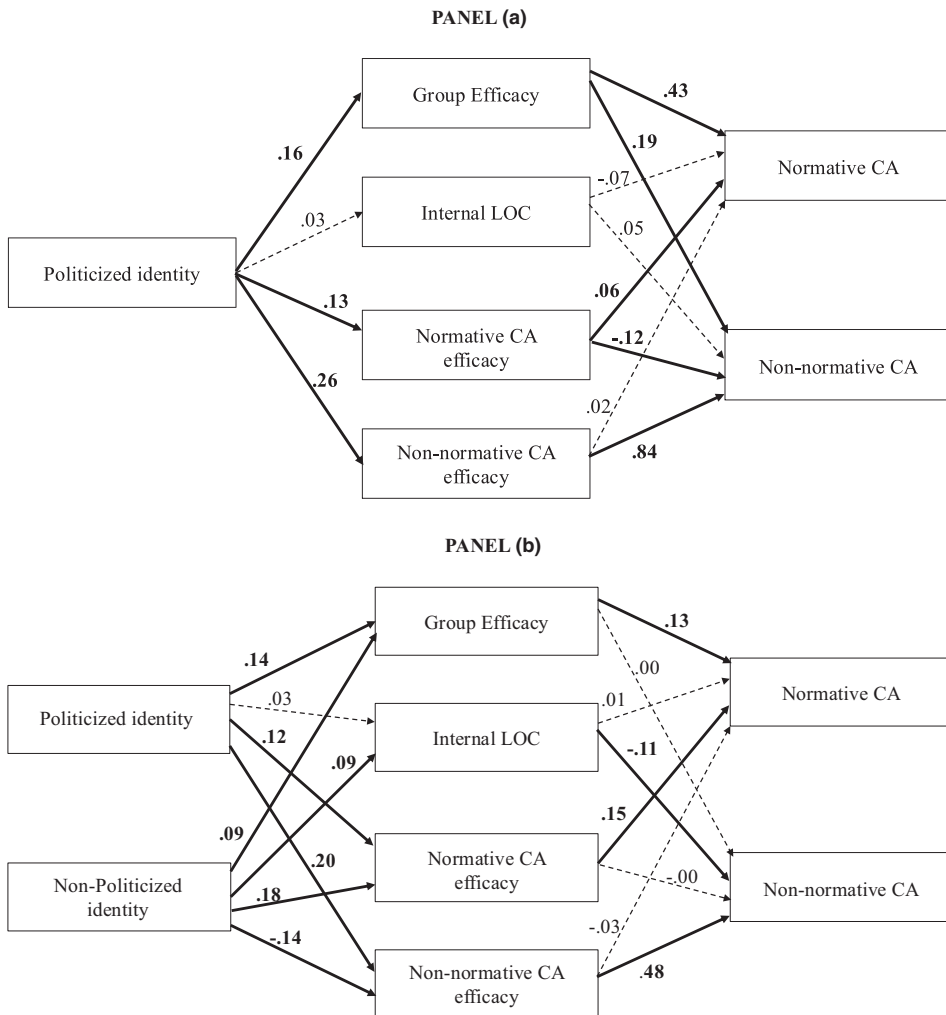 PANEL (a)
Group Efficacy
.43
.19
Normative CA
.16
Internal LOC
-.07
.03
.05
Politicized identity
.13
.06
Normative CA
efficacy
-.12
Non-normative CA
.26
.02
Non-normative CA
efficacy
.84
PANEL (b)
Group Efficacy
.13
.14
.00
Normative CA
Politicized identity
.03
Internal LOC
.01
.12
.09
-.11
.15
.09
.20
Normative CA
efficacy
-.00
Non-Politicized
identity
.18
Non-normative CA
-.14
-.03
Non-normative CA
efficacy
.48